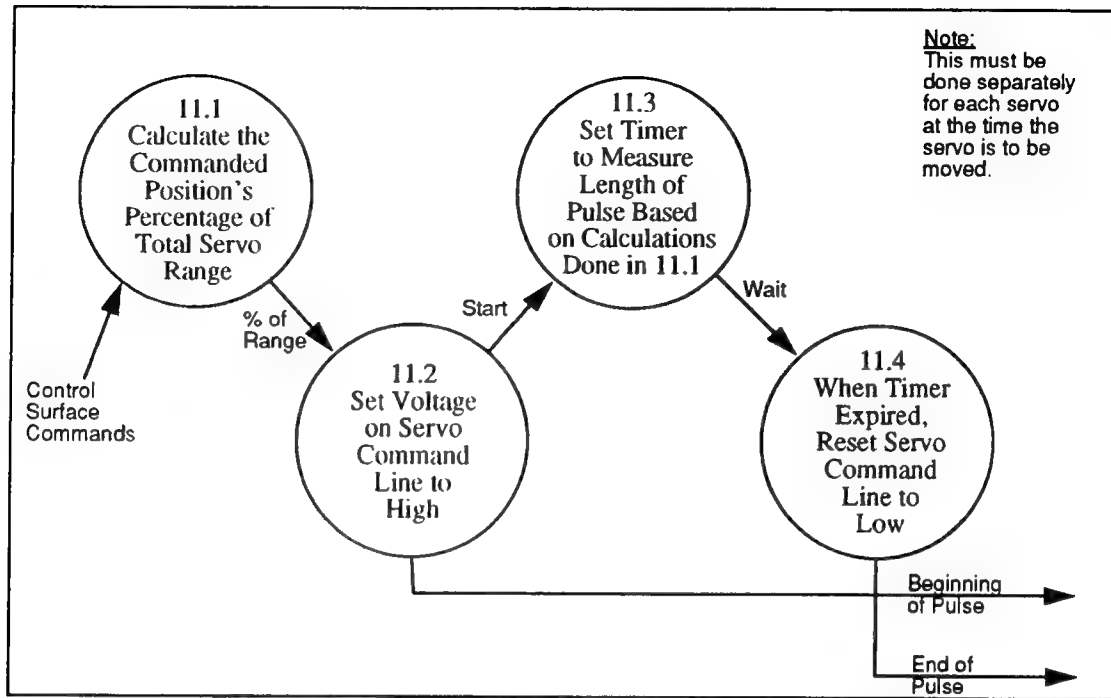 Note:
This must be
done separately
for each servo
at the time the
servo is to be
moved.
11.1
Calculate the
Commanded
Position's
Percentage of
Total Servo
Range
11.3
Set Timer
to Measure
Length of
Pulse Based
on Calculations
Done in 11.1
Control
Surface
Commands
% of
Range
Start
Wait
11.2
Set Voltage
on Servo
Command
Line to
High
11.4
When Timer
Expired,
Reset Servo
Command
Line to
Low
Beginning
of Pulse
End of
Pulse